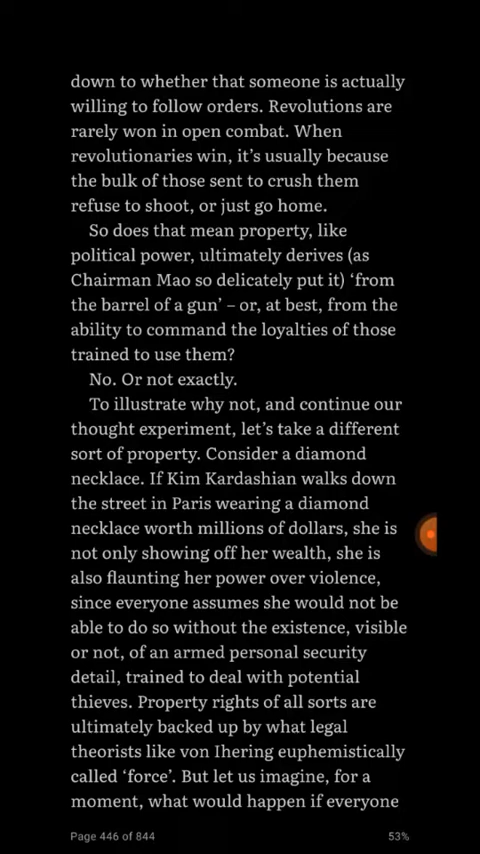 down to whether that someone is actually
willing to follow orders. Revolutions are
rarely won in open combat. When
revolutionaries win, it’s usually because
the bulk of those sent to crush them
refuse to shoot, or just go home.
So does that mean property, like
political power, ultimately derives (as
Chairman Mao so delicately put it) ‘from
the barrel of a gun’ – or, at best, from the
ability to command the loyalties of those
trained to use them?
No. Or not exactly.
To illustrate why not, and continue our
thought experiment, let’s take a different
sort of property. Consider a diamond
necklace. If Kim Kardashian walks down
the street in Paris wearing a diamond
necklace worth millions of dollars, she is
not only showing off her wealth, she is
also flaunting her power over violence,
since everyone assumes she would not be
able to do so without the existence, visible
or not, of an armed personal security
detail, trained to deal with potential
thieves. Property rights of all sorts are
ultimately backed up by what legal
theorists like von Ihering euphemistically
called ‘force’. But let us imagine, for a
moment, what would happen if everyone
Page 446 of 844
53%